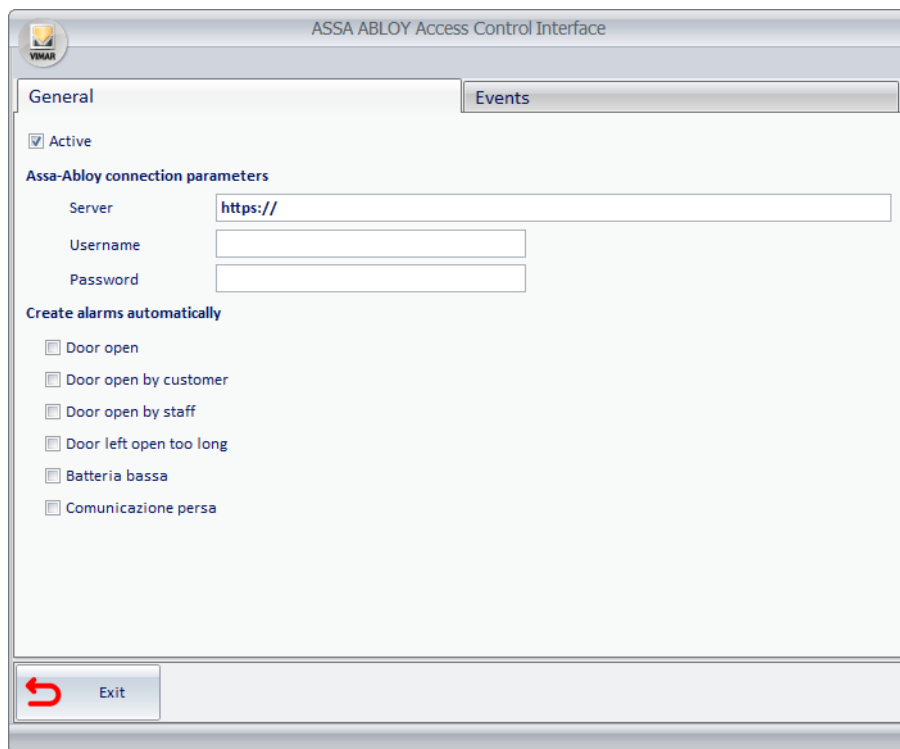 ASSA ABLOY Access Control Interface
VIMAR
General
Events
Active
Assa-Abloy connection parameters
Server https://
Username
Password
Create alarms automatically
Door open
Door open by customer
Door open by staff
Door left open too long
Batteria bassa
Comunicazione persa
Exit